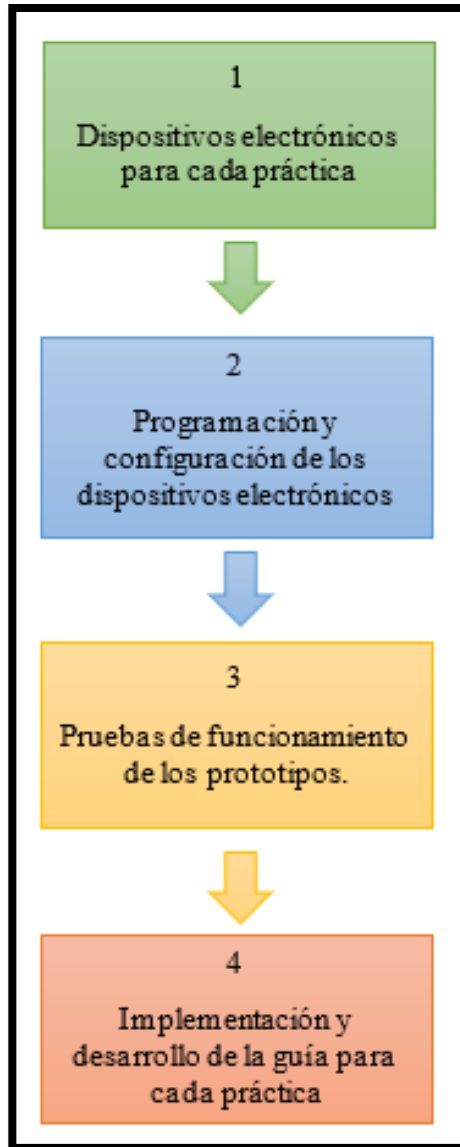 1
Dispositivos electrónicos
para cada práctica
2
Programación y
configuración de los
dispositivos electrónicos
3
Pruebas de funcionamiento
de los prototipos.
4
Implementación y
desarrollo de la guía para
cada práctica